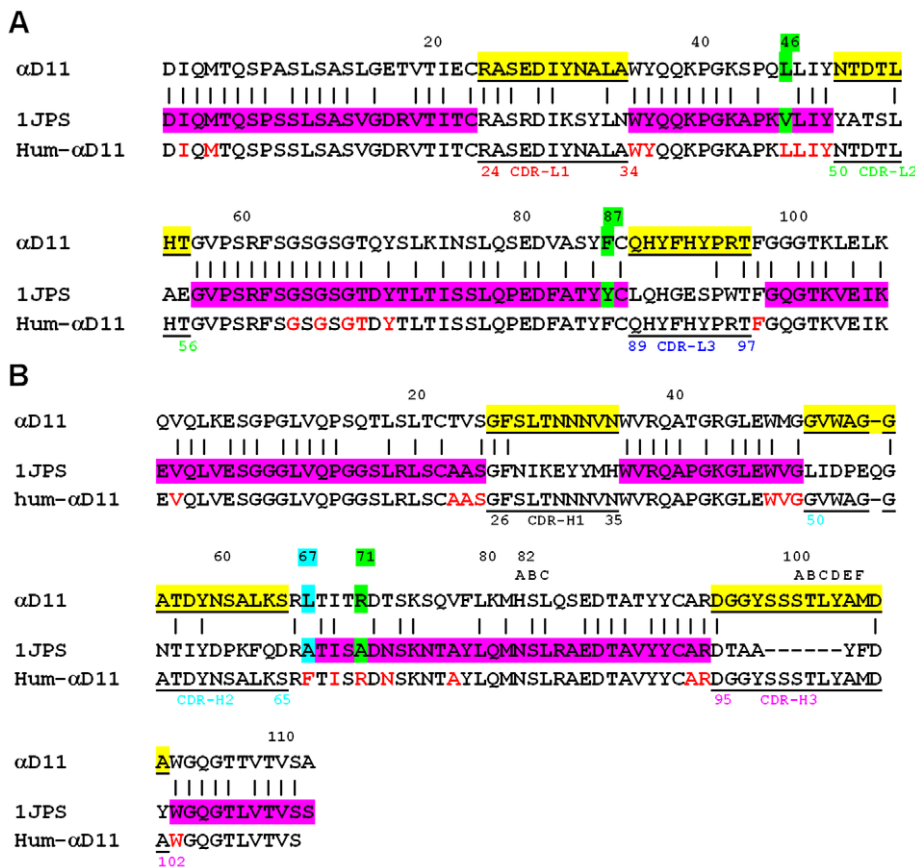 A
20 40 46
αD11 DIQMTQSPASLSASLGETVTIECRASEDIYNALAWYQQKPGKSPQLLIYNTDTL
1JPS DIQMTQSPSSLSASVGDRVTITCRASRDIKSYLNWYQQKPGKAPKVLIYYATSL
Hum-αD11 DIQMTQSPSSLSASVGDRVTITCRASEDIYNALAWYQQKPGKAPKLLIYNTDTL
24 CDR-L1 34 50 CDR-L2
60 80 87 100
αD11 HTGVPSRFSGSGSGTQYSLKINSLQSEDVASYFCQHYFHYPRTFGGGTKLELK
1JPS AEGVPSRFSGSGSGTDYTLTISSLQPEDFATYYCLQHGESPWTFGQGTKVEIK
Hum-αD11 HTGVPSRFSGSGSGTDYTLTISSLQPEDFATYFCQHYFHYPRTFGQGTKVEIK
56 89 CDR-L3 97
B
20 40
αD11 QVQLKESGPGLVQPSQTLSLTCTVSGFSLTNNNVNWVRQATGRGLEWMGGVWAG-G
1JPS EVQLVESGGGLVQPGGSLRLSCAASGFNIKEYYMHWVRQAPGKGLEWVGLIDPEQG
hum-αD11 EVQLVESGGGLVQPGGSLRLSCAASGFSLTNNNVNWVRQAPGKGLEWVGGVWAG-G
26 CDR-H1 35 50
60 67 71 80 82 100
ABC ABCDEF
αD11 ATDYNSALKSRLTITRDTSKSQVFLKMHSLQSEDTATYYCARDGGYSSSTLYAMD
1JPS NTIYDPKFQDRATISADNSKNTAYLQMNSLRAEDTAVYYCARDTAA------YFD
Hum-αD11 ATDYNSALKSRFTISRDNSKNTAYLQMNSLRAEDTAVYYCARDGGYSSSTLYAMD
CDR-H2 65 95 CDR-H3
110
αD11 AWGQGTTVTVSA
1JPS YWGQGTLVTVSS
Hum-αD11 AWGQGTLVTVS
102